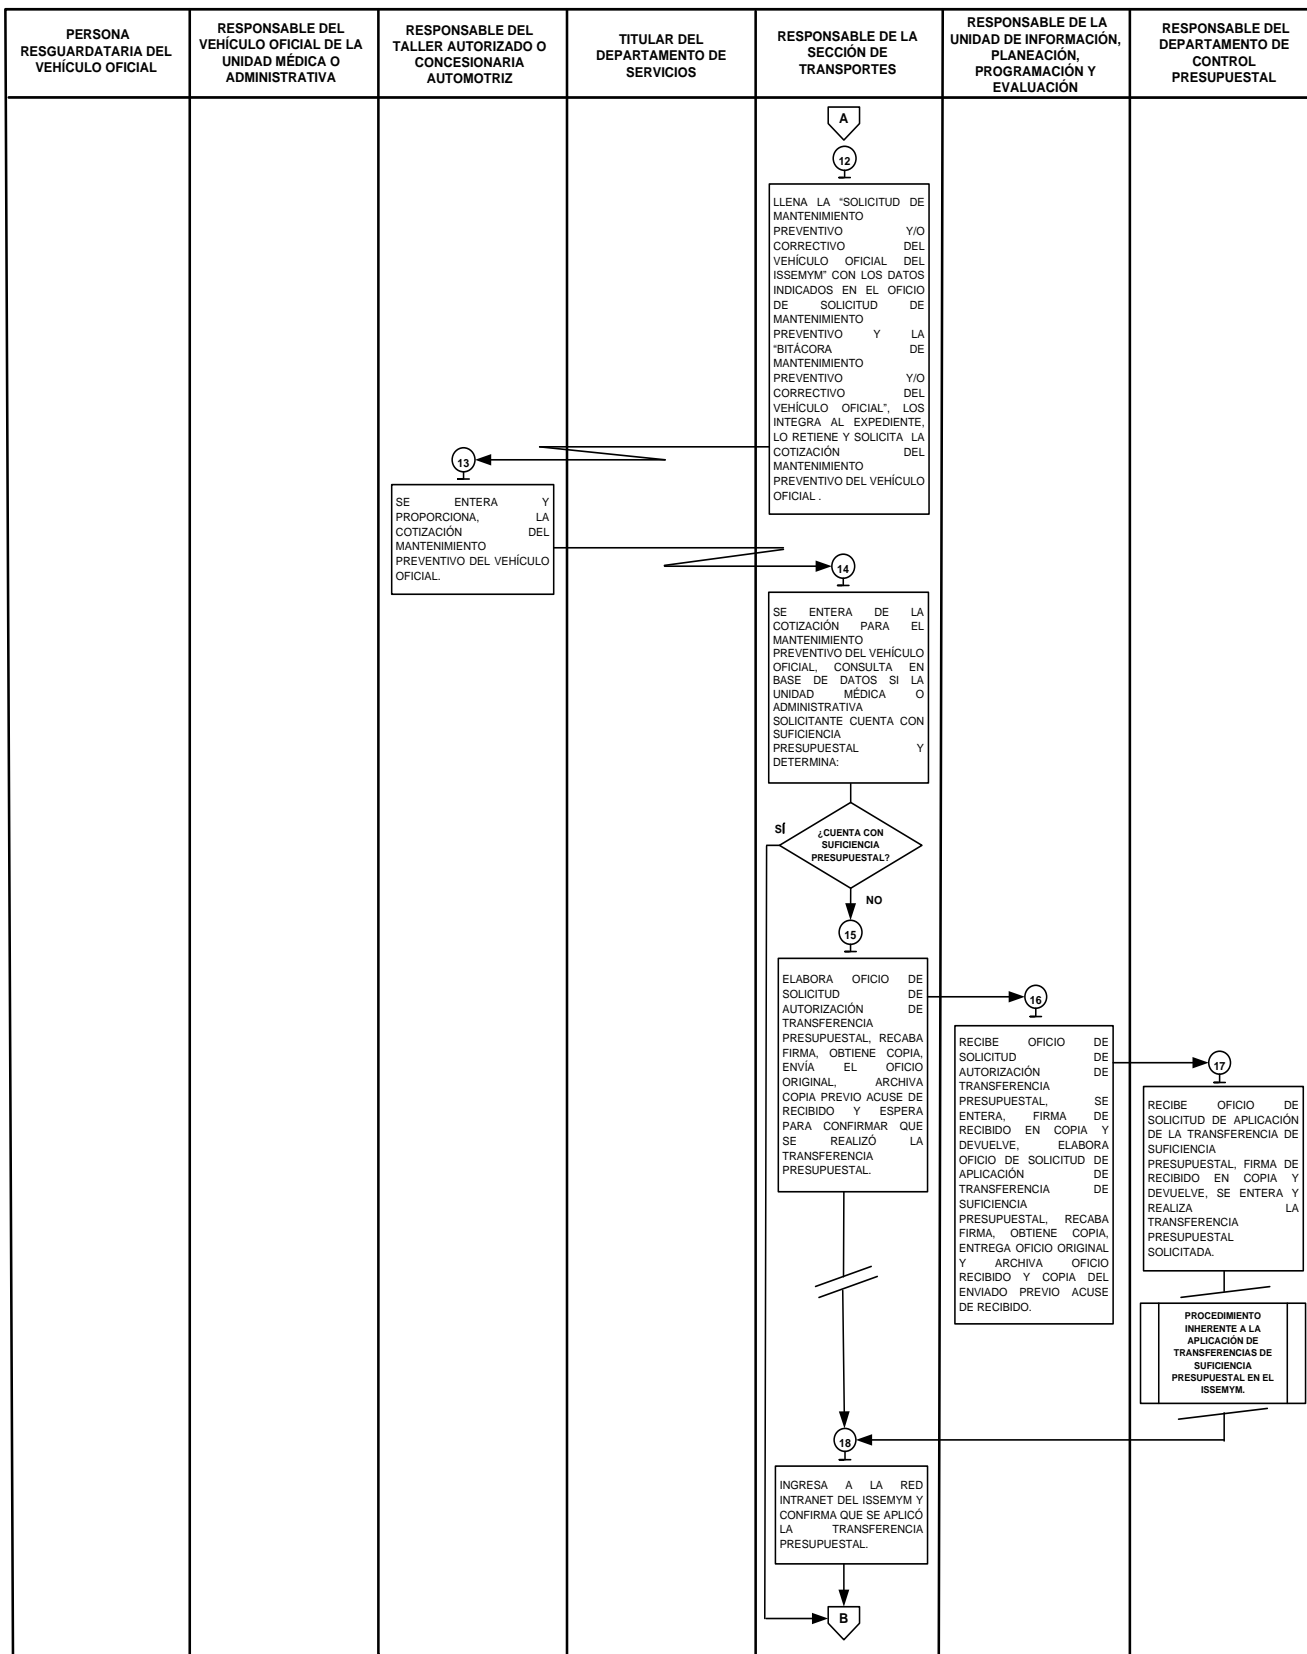 PERSONA
RESGUARDATARIA DEL
VEHÍCULO OFICIAL
RESPONSABLE DEL
VEHÍCULO OFICIAL DE LA
UNIDAD MÉDICA O
ADMINISTRATIVA
RESPONSABLE DEL
TALLER AUTORIZADO O
CONCESIONARIA
AUTOMOTRIZ
TITULAR DEL
DEPARTAMENTO DE
SERVICIOS
RESPONSABLE DE LA
SECCIÓN DE
TRANSPORTES
RESPONSABLE DE LA
UNIDAD DE INFORMACIÓN,
PLANEACIÓN,
PROGRAMACIÓN Y
EVALUACIÓN
RESPONSABLE DEL
DEPARTAMENTO DE
CONTROL
PRESUPUESTAL
A
12
LLENA LA “SOLICITUD DE
MANTENIMIENTO
PREVENTIVO Y/O
CORRECTIVO DEL
VEHÍCULO OFICIAL DEL
ISSEMYM” CON LOS DATOS
INDICADOS EN EL OFICIO
DE SOLICITUD DE
MANTENIMIENTO
PREVENTIVO Y LA
“BITÁCORA DE
MANTENIMIENTO
PREVENTIVO Y/O
CORRECTIVO DEL
VEHÍCULO OFICIAL”, LOS
INTEGRA AL EXPEDIENTE,
LO RETIENE Y SOLICITA LA
COTIZACIÓN DEL
MANTENIMIENTO
PREVENTIVO DEL VEHÍCULO
OFICIAL .
13
SE ENTERA Y
PROPORCIONA, LA
COTIZACIÓN DEL
MANTENIMIENTO
PREVENTIVO DEL VEHÍCULO
OFICIAL.
14
SE ENTERA DE LA
COTIZACIÓN PARA EL
MANTENIMIENTO
PREVENTIVO DEL VEHÍCULO
OFICIAL, CONSULTA EN
BASE DE DATOS SI LA
UNIDAD MÉDICA O
ADMINISTRATIVA
SOLICITANTE CUENTA CON
SUFICIENCIA
PRESUPUESTAL Y
DETERMINA:
SÍ
¿CUENTA CON
SUFICIENCIA
PRESUPUESTAL?
NO
15
ELABORA OFICIO DE
SOLICITUD DE
AUTORIZACIÓN DE
TRANSFERENCIA
PRESUPUESTAL, RECABA
FIRMA, OBTIENE COPIA,
ENVÍA EL OFICIO
ORIGINAL, ARCHIVA
COPIA PREVIO ACUSE DE
RECIBIDO Y ESPERA
PARA CONFIRMAR QUE
SE REALIZÓ LA
TRANSFERENCIA
PRESUPUESTAL.
16
RECIBE OFICIO DE
SOLICITUD DE
AUTORIZACIÓN DE
TRANSFERENCIA
PRESUPUESTAL, SE
ENTERA, FIRMA DE
RECIBIDO EN COPIA Y
DEVUELVE, ELABORA
OFICIO DE SOLICITUD DE
APLICACIÓN DE
TRANSFERENCIA DE
SUFICIENCIA
PRESUPUESTAL, RECABA
FIRMA, OBTIENE COPIA,
ENTREGA OFICIO ORIGINAL
Y ARCHIVA OFICIO
RECIBIDO Y COPIA DEL
ENVIADO PREVIO ACUSE
DE RECIBIDO.
17
RECIBE OFICIO DE
SOLICITUD DE APLICACIÓN
DE LA TRANSFERENCIA DE
SUFICIENCIA
PRESUPUESTAL, FIRMA DE
RECIBIDO EN COPIA Y
DEVUELVE, SE ENTERA Y
REALIZA LA
TRANSFERENCIA
PRESUPUESTAL
SOLICITADA.
PROCEDIMIENTO
INHERENTE A LA
APLICACIÓN DE
TRANSFERENCIAS DE
SUFICIENCIA
PRESUPUESTAL EN EL
ISSEMYM.
18
INGRESA A LA RED
INTRANET DEL ISSEMYM Y
CONFIRMA QUE SE APLICÓ
LA TRANSFERENCIA
PRESUPUESTAL.
B